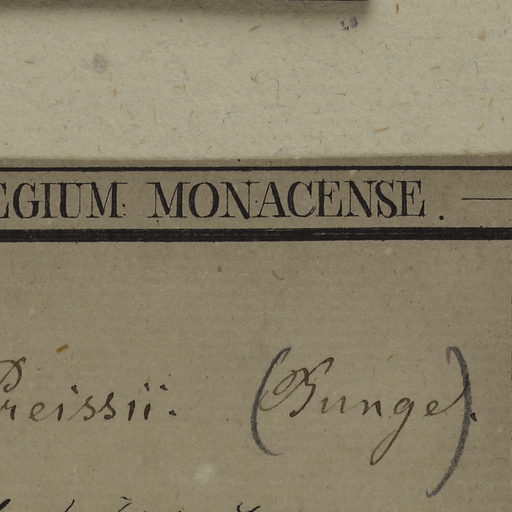 EGIUM MONACENSE.
Preissii. (Bunge).